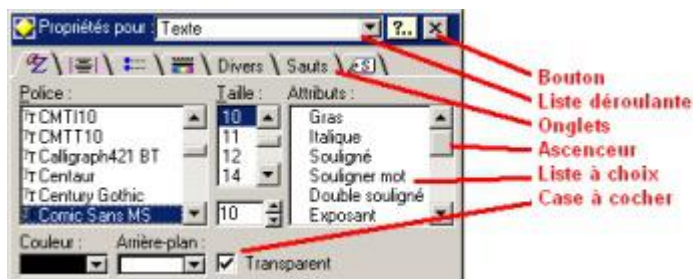 Propriétés pour : Texte
?..
Divers
Sauts
Police :
Taille :
Attributs :
CMTI10
CMTT10
Calligraph421 BT
Centaur
Century Gothic
Comic Sans MS
10
11
12
14
10
Gras
Italique
Souligné
Souligner mot
Double souligné
Exposant
Couleur :
Arrière-plan :
Transparent
Bouton
Liste déroulante
Onglets
Ascenceur
Liste à choix
Case à cocher